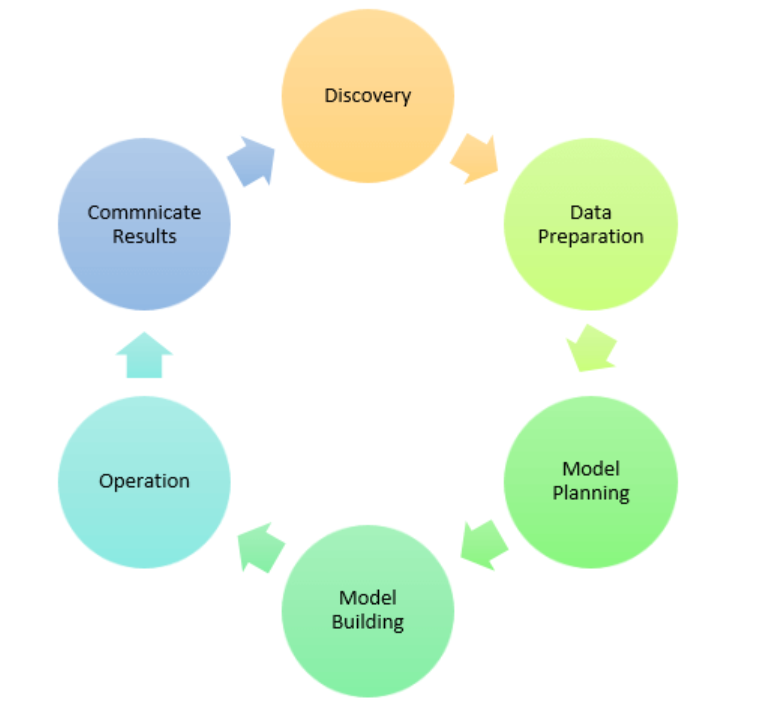 Discovery
Data
Preparation
Model
Planning
Model
Building
Operation
Commnicate
Results